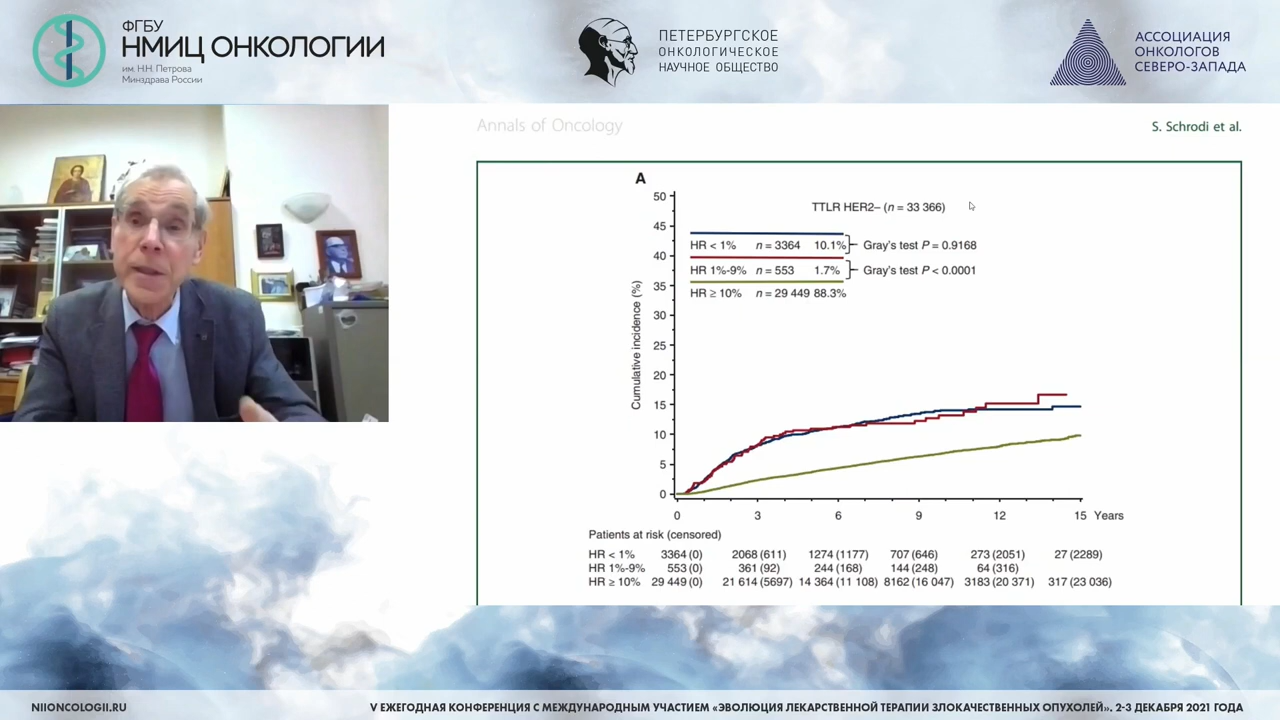 ФГБУ
НМИЦ ОНКОЛОГИИ
им. Н.Н. Петрова
Минздрава России
ПЕТЕРБУРГСКОЕ
ОНКОЛОГИЧЕСКОЕ
НАУЧНОЕ ОБЩЕСТВО
АССОЦИАЦИЯ
ОНКОЛОГОВ
СЕВЕРО-ЗАПАДА
Annals of Oncology
S. Schrodi et al.
A
TTLR HER2– (n = 33 366)
HR < 1% n = 3364 10.1% Gray's test P = 0.9168
HR 1%-9% n = 553 1.7% Gray's test P < 0.0001
HR ≥ 10% n = 29 449 88.3%
Cumulative incidence (%)
50
45
40
35
30
25
20
15
10
5
0
0 3 6 9 12 15 Years
Patients at risk (censored)
HR < 1% 3364 (0) 2068 (611) 1274 (1177) 707 (646) 273 (2051) 27 (2289)
HR 1%-9% 553 (0) 361 (92) 244 (168) 144 (248) 64 (316)
HR ≥ 10% 29 449 (0) 21 614 (5697) 14 364 (11 108) 8162 (16 047) 3183 (20 371) 317 (23 036)
NIIONCOLOGII.RU
V ЕЖЕГОДНАЯ КОНФЕРЕНЦИЯ С МЕЖДУНАРОДНЫМ УЧАСТИЕМ «ЭВОЛЮЦИЯ ЛЕКАРСТВЕННОЙ ТЕРАПИИ ЗЛОКАЧЕСТВЕННЫХ ОПУХОЛЕЙ». 2-3 ДЕКАБРЯ 2021 ГОДА